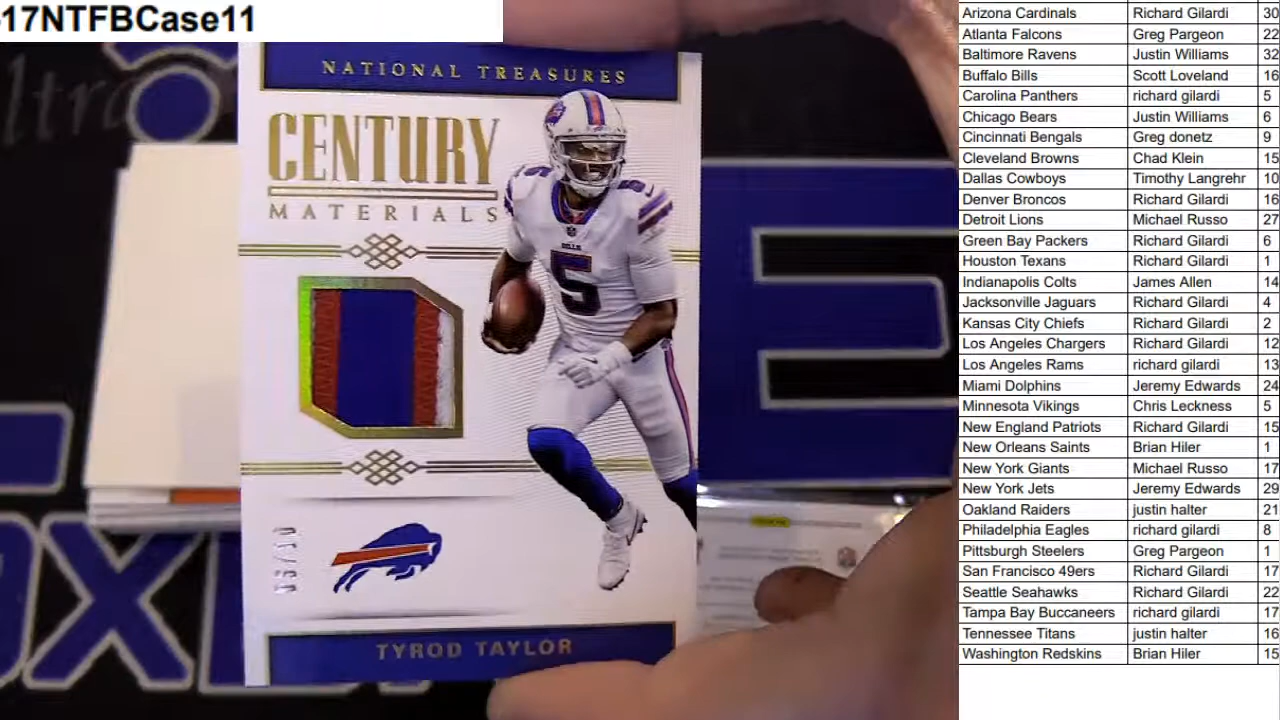 17NTFBCase11
NATIONAL TREASURES
CENTURY
MATERIALS
5
BILLS
5
TYROD TAYLOR
Arizona Cardinals Richard Gilardi 30
Atlanta Falcons Greg Pargeon 22
Baltimore Ravens Justin Williams 32
Buffalo Bills Scott Loveland 16
Carolina Panthers richard gilardi 5
Chicago Bears Justin Williams 6
Cincinnati Bengals Greg donetz 9
Cleveland Browns Chad Klein 15
Dallas Cowboys Timothy Langrehr 10
Denver Broncos Richard Gilardi 16
Detroit Lions Michael Russo 27
Green Bay Packers Richard Gilardi 6
Houston Texans Richard Gilardi 1
Indianapolis Colts James Allen 14
Jacksonville Jaguars Richard Gilardi 4
Kansas City Chiefs Richard Gilardi 2
Los Angeles Chargers Richard Gilardi 12
Los Angeles Rams richard gilardi 13
Miami Dolphins Jeremy Edwards 24
Minnesota Vikings Chris Leckness 5
New England Patriots Richard Gilardi 15
New Orleans Saints Brian Hiler 1
New York Giants Michael Russo 17
New York Jets Jeremy Edwards 29
Oakland Raiders justin halter 21
Philadelphia Eagles richard gilardi 8
Pittsburgh Steelers Greg Pargeon 1
San Francisco 49ers Richard Gilardi 17
Seattle Seahawks Richard Gilardi 22
Tampa Bay Buccaneers richard gilardi 17
Tennessee Titans justin halter 16
Washington Redskins Brian Hiler 15